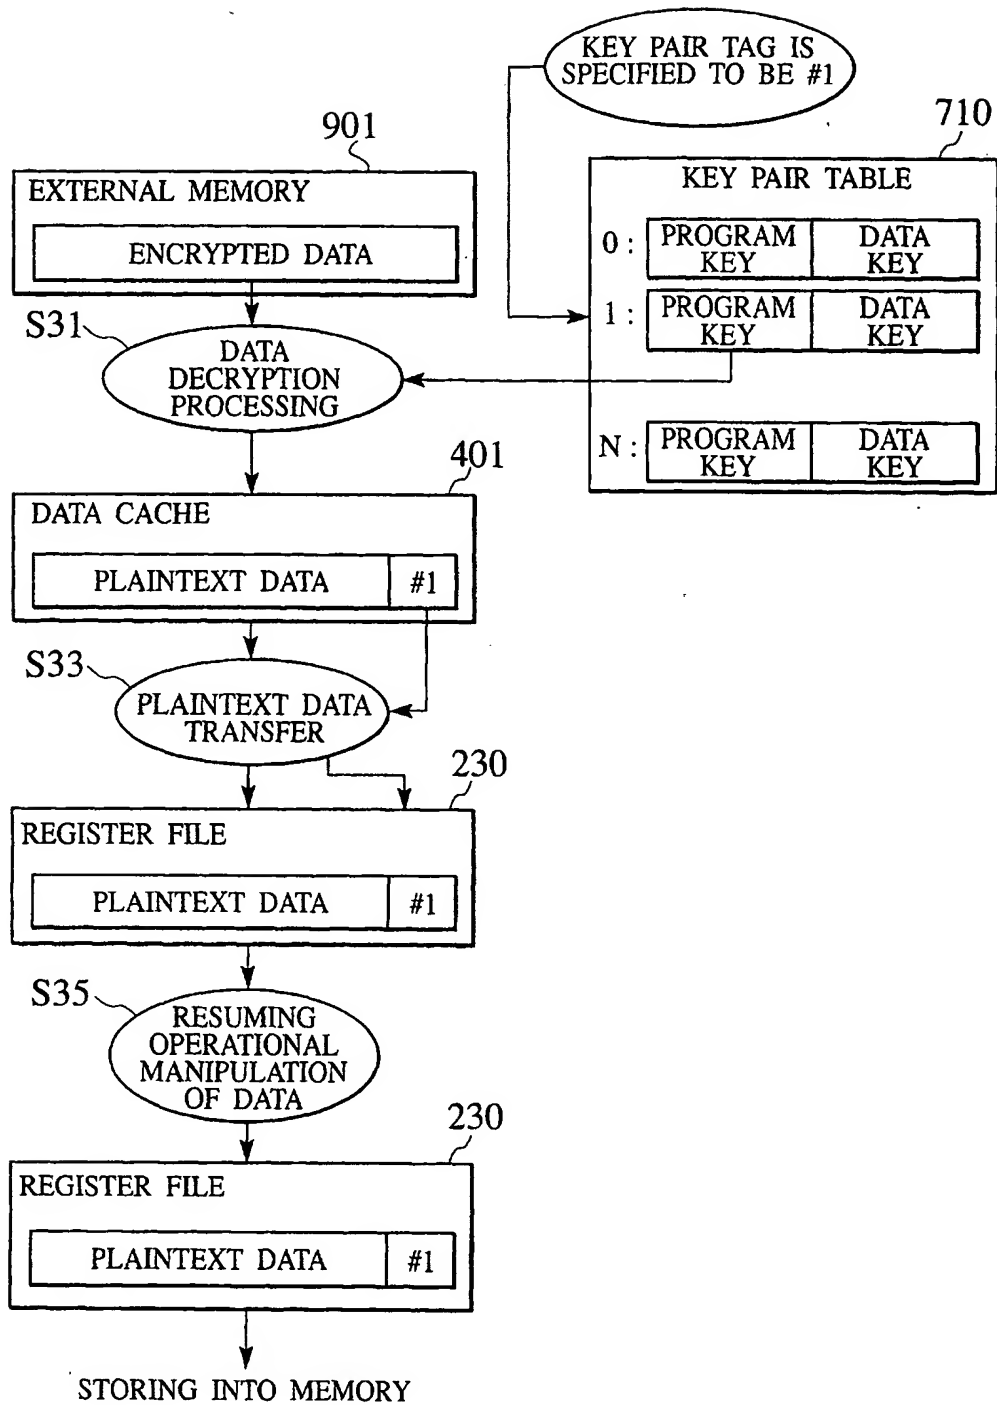 KEY PAIR TAG IS
SPECIFIED TO BE #1
901
710
EXTERNAL MEMORY
ENCRYPTED DATA
KEY PAIR TABLE
0 :
PROGRAM
KEY
DATA
KEY
1 :
PROGRAM
KEY
DATA
KEY
N :
PROGRAM
KEY
DATA
KEY
S31
DATA
DECRYPTION
PROCESSING
401
DATA CACHE
PLAINTEXT DATA
#1
S33
PLAINTEXT DATA
TRANSFER
230
REGISTER FILE
PLAINTEXT DATA
#1
S35
RESUMING
OPERATIONAL
MANIPULATION
OF DATA
230
REGISTER FILE
PLAINTEXT DATA
#1
STORING INTO MEMORY